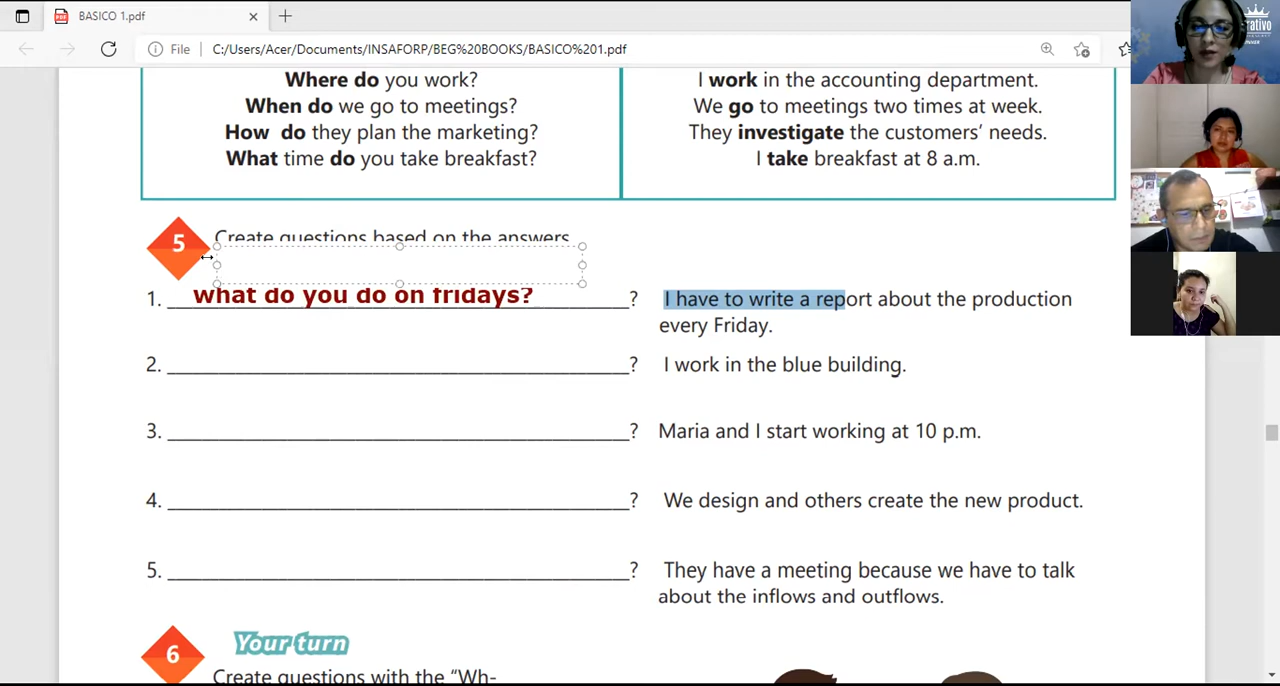 BASICO 1.pdf
File C:/Users/Acer/Documents/INSAFORP/BEG%20BOOKS/BASICO%201.pdf
Where do you work? I work in the accounting department.
When do we go to meetings? We go to meetings two times at week.
How do they plan the marketing? They investigate the customers' needs.
What time do you take breakfast? I take breakfast at 8 a.m.
5 Create questions based on the answers
1. what do you do on fridays? ? I have to write a report about the production
every Friday.
2. ? I work in the blue building.
3. ? Maria and I start working at 10 p.m.
4. ? We design and others create the new product.
5. ? They have a meeting because we have to talk
about the inflows and outflows.
6 Your turn
Create questions with the “Wh-